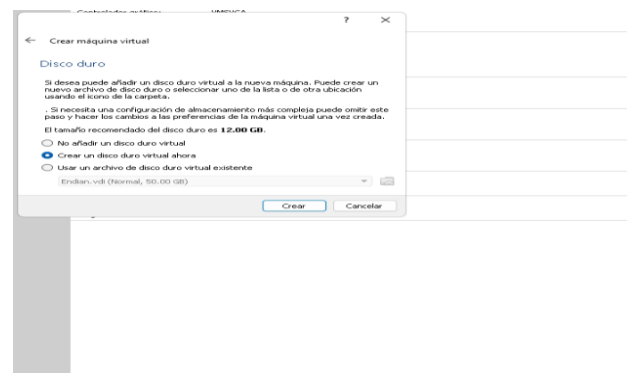 Controlador gráfico: VMSVGA
? ×
← Crear máquina virtual
Disco duro
Si desea puede añadir un disco duro virtual a la nueva máquina. Puede crear un
nuevo archivo de disco duro o seleccionar uno de la lista o de otra ubicación
usando el icono de la carpeta.
. Si necesita una configuración de almacenamiento más compleja puede omitir este
paso y hacer los cambios a las preferencias de la máquina virtual una vez creada.
El tamaño recomendado del disco duro es 12,00 GB.
No añadir un disco duro virtual
Crear un disco duro virtual ahora
Usar un archivo de disco duro virtual existente
Endian.vdi (Normal, 50,00 GB)
Crear Cancelar